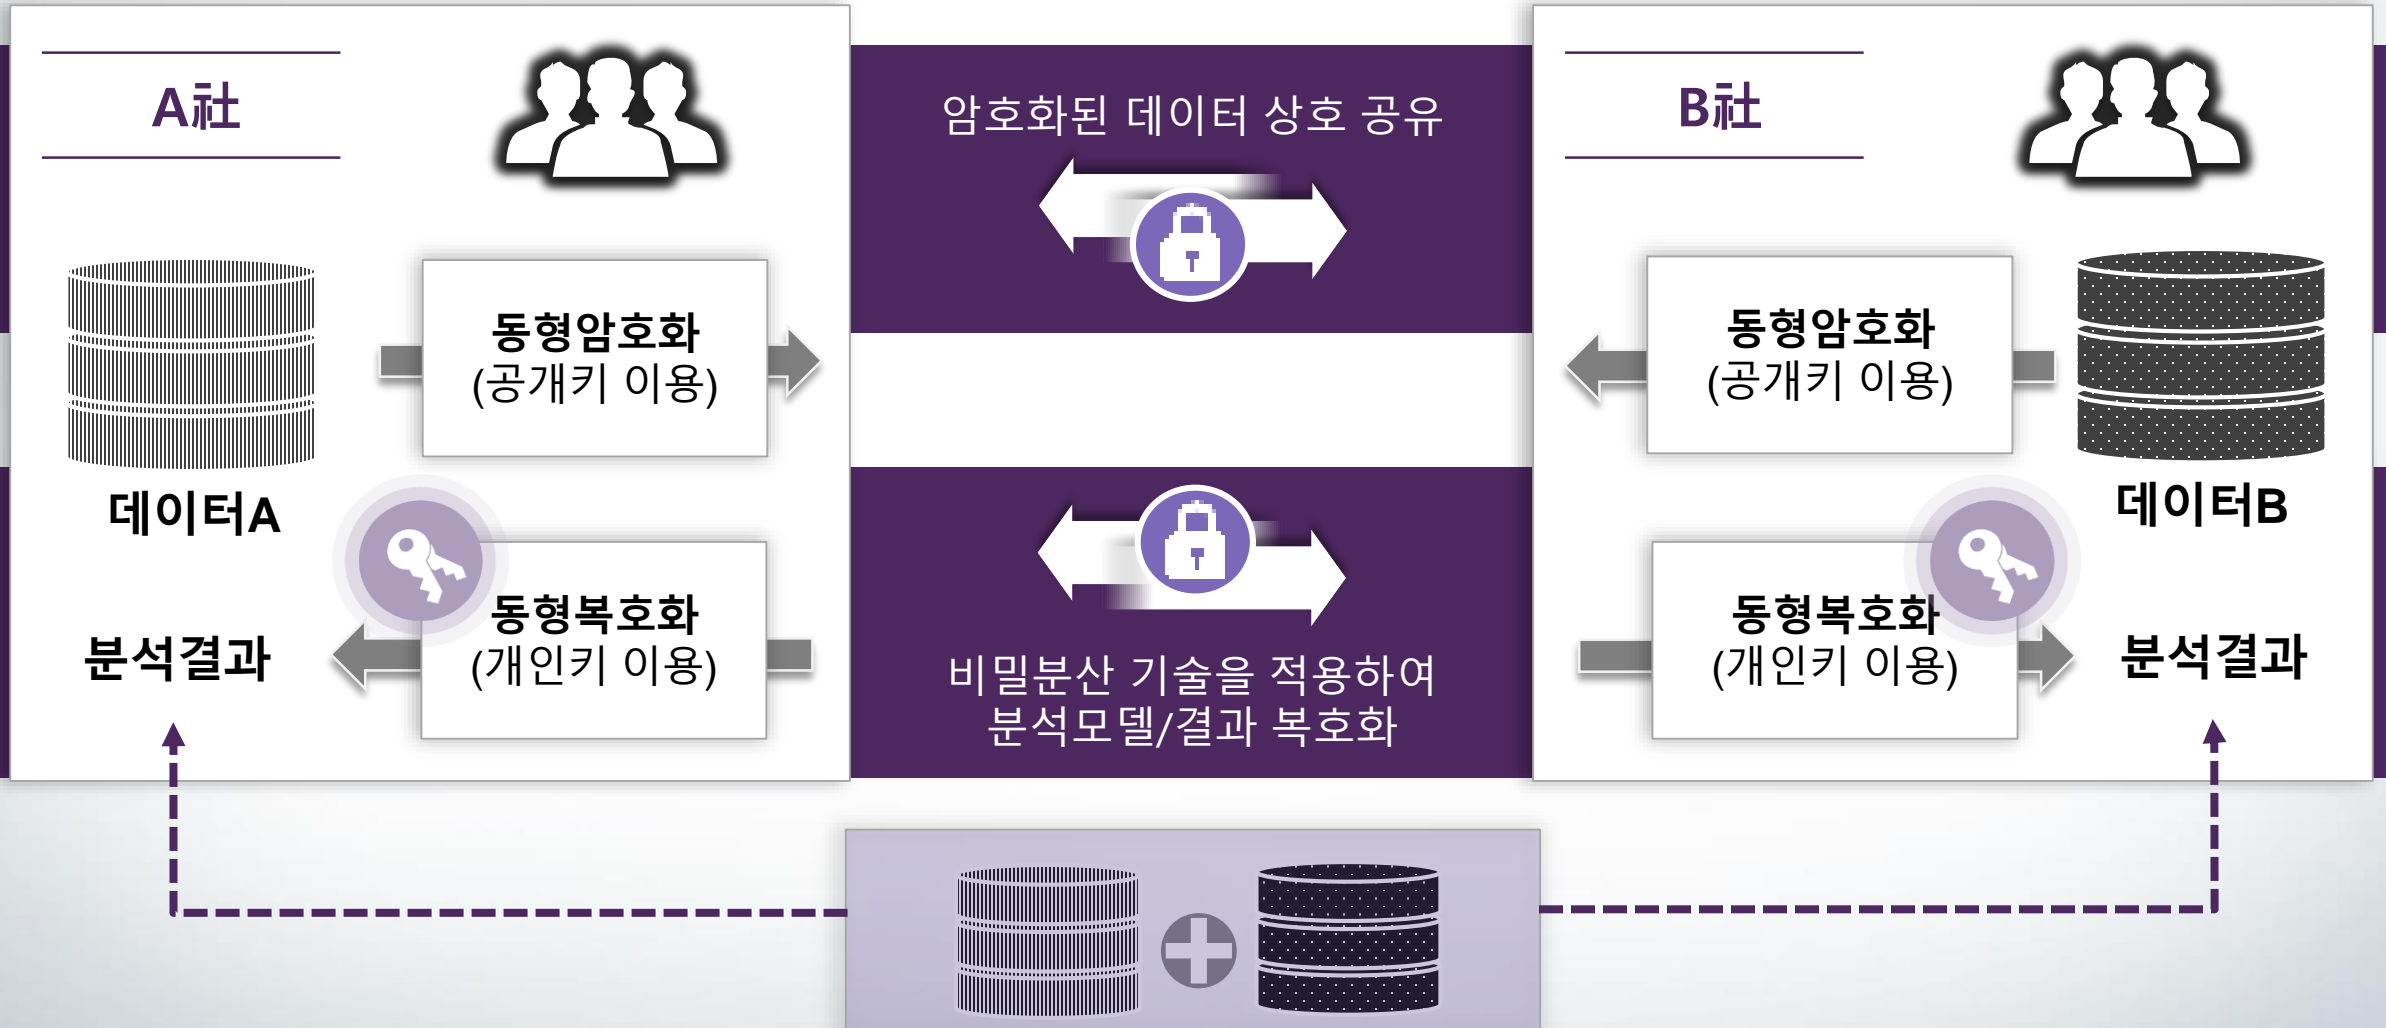 A社
동형암호화
(공개키 이용)
데이터A
동형복호화
(개인키 이용)
분석결과
암호화된 데이터 상호 공유
비밀분산 기술을 적용하여
분석모델/결과 복호화
B社
동형암호화
(공개키 이용)
데이터B
동형복호화
(개인키 이용)
분석결과